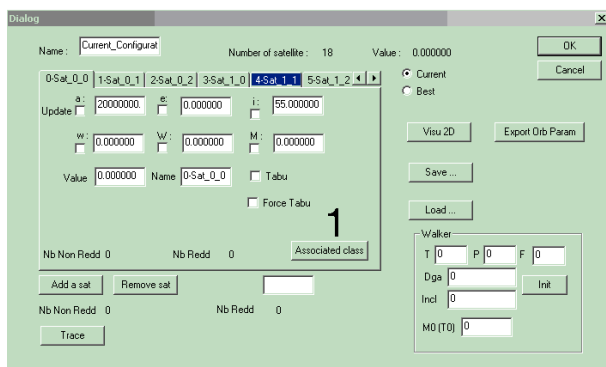 Dialog
Name : Current_Configurat Number of satellite : 18 Value : 0.000000 OK
Cancel
0-Sat_0_0 1-Sat_0_1 2-Sat_0_2 3-Sat_1_0 4-Sat_1_1 5-Sat_1_2
Current
Best
Update a : 20000000. e: 0.000000 i : 55.000000
w : 0.000000 W : 0.000000 M : 0.000000
Visu 2D Export Orb Param
Value 0.000000 Name 0-Sat_0_0 Tabu
Save ...
Force Tabu
Load ...
1
Nb Non Redd 0 Nb Redd 0 Associated class
Walker
T 0 P 0 F 0
Dga 0 Init
Incl 0
M0 (T0) 0
Add a sat Remove sat
Nb Non Redd 0 Nb Redd 0
Trace